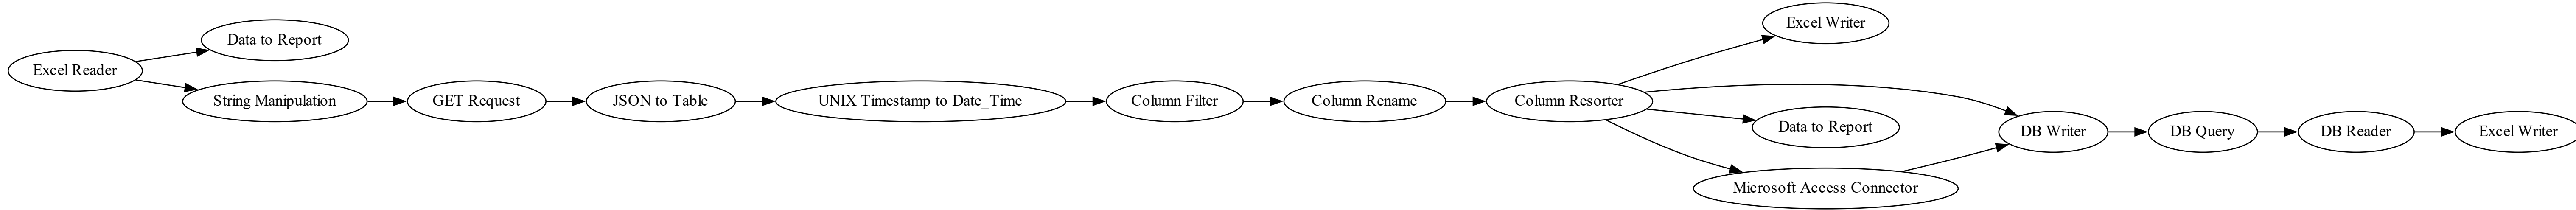 Excel Reader
Data to Report
String Manipulation
GET Request
JSON to Table
UNIX Timestamp to Date_Time
Column Filter
Column Rename
Column Resorter
Excel Writer
Data to Report
Microsoft Access Connector
DB Writer
DB Query
DB Reader
Excel Writer